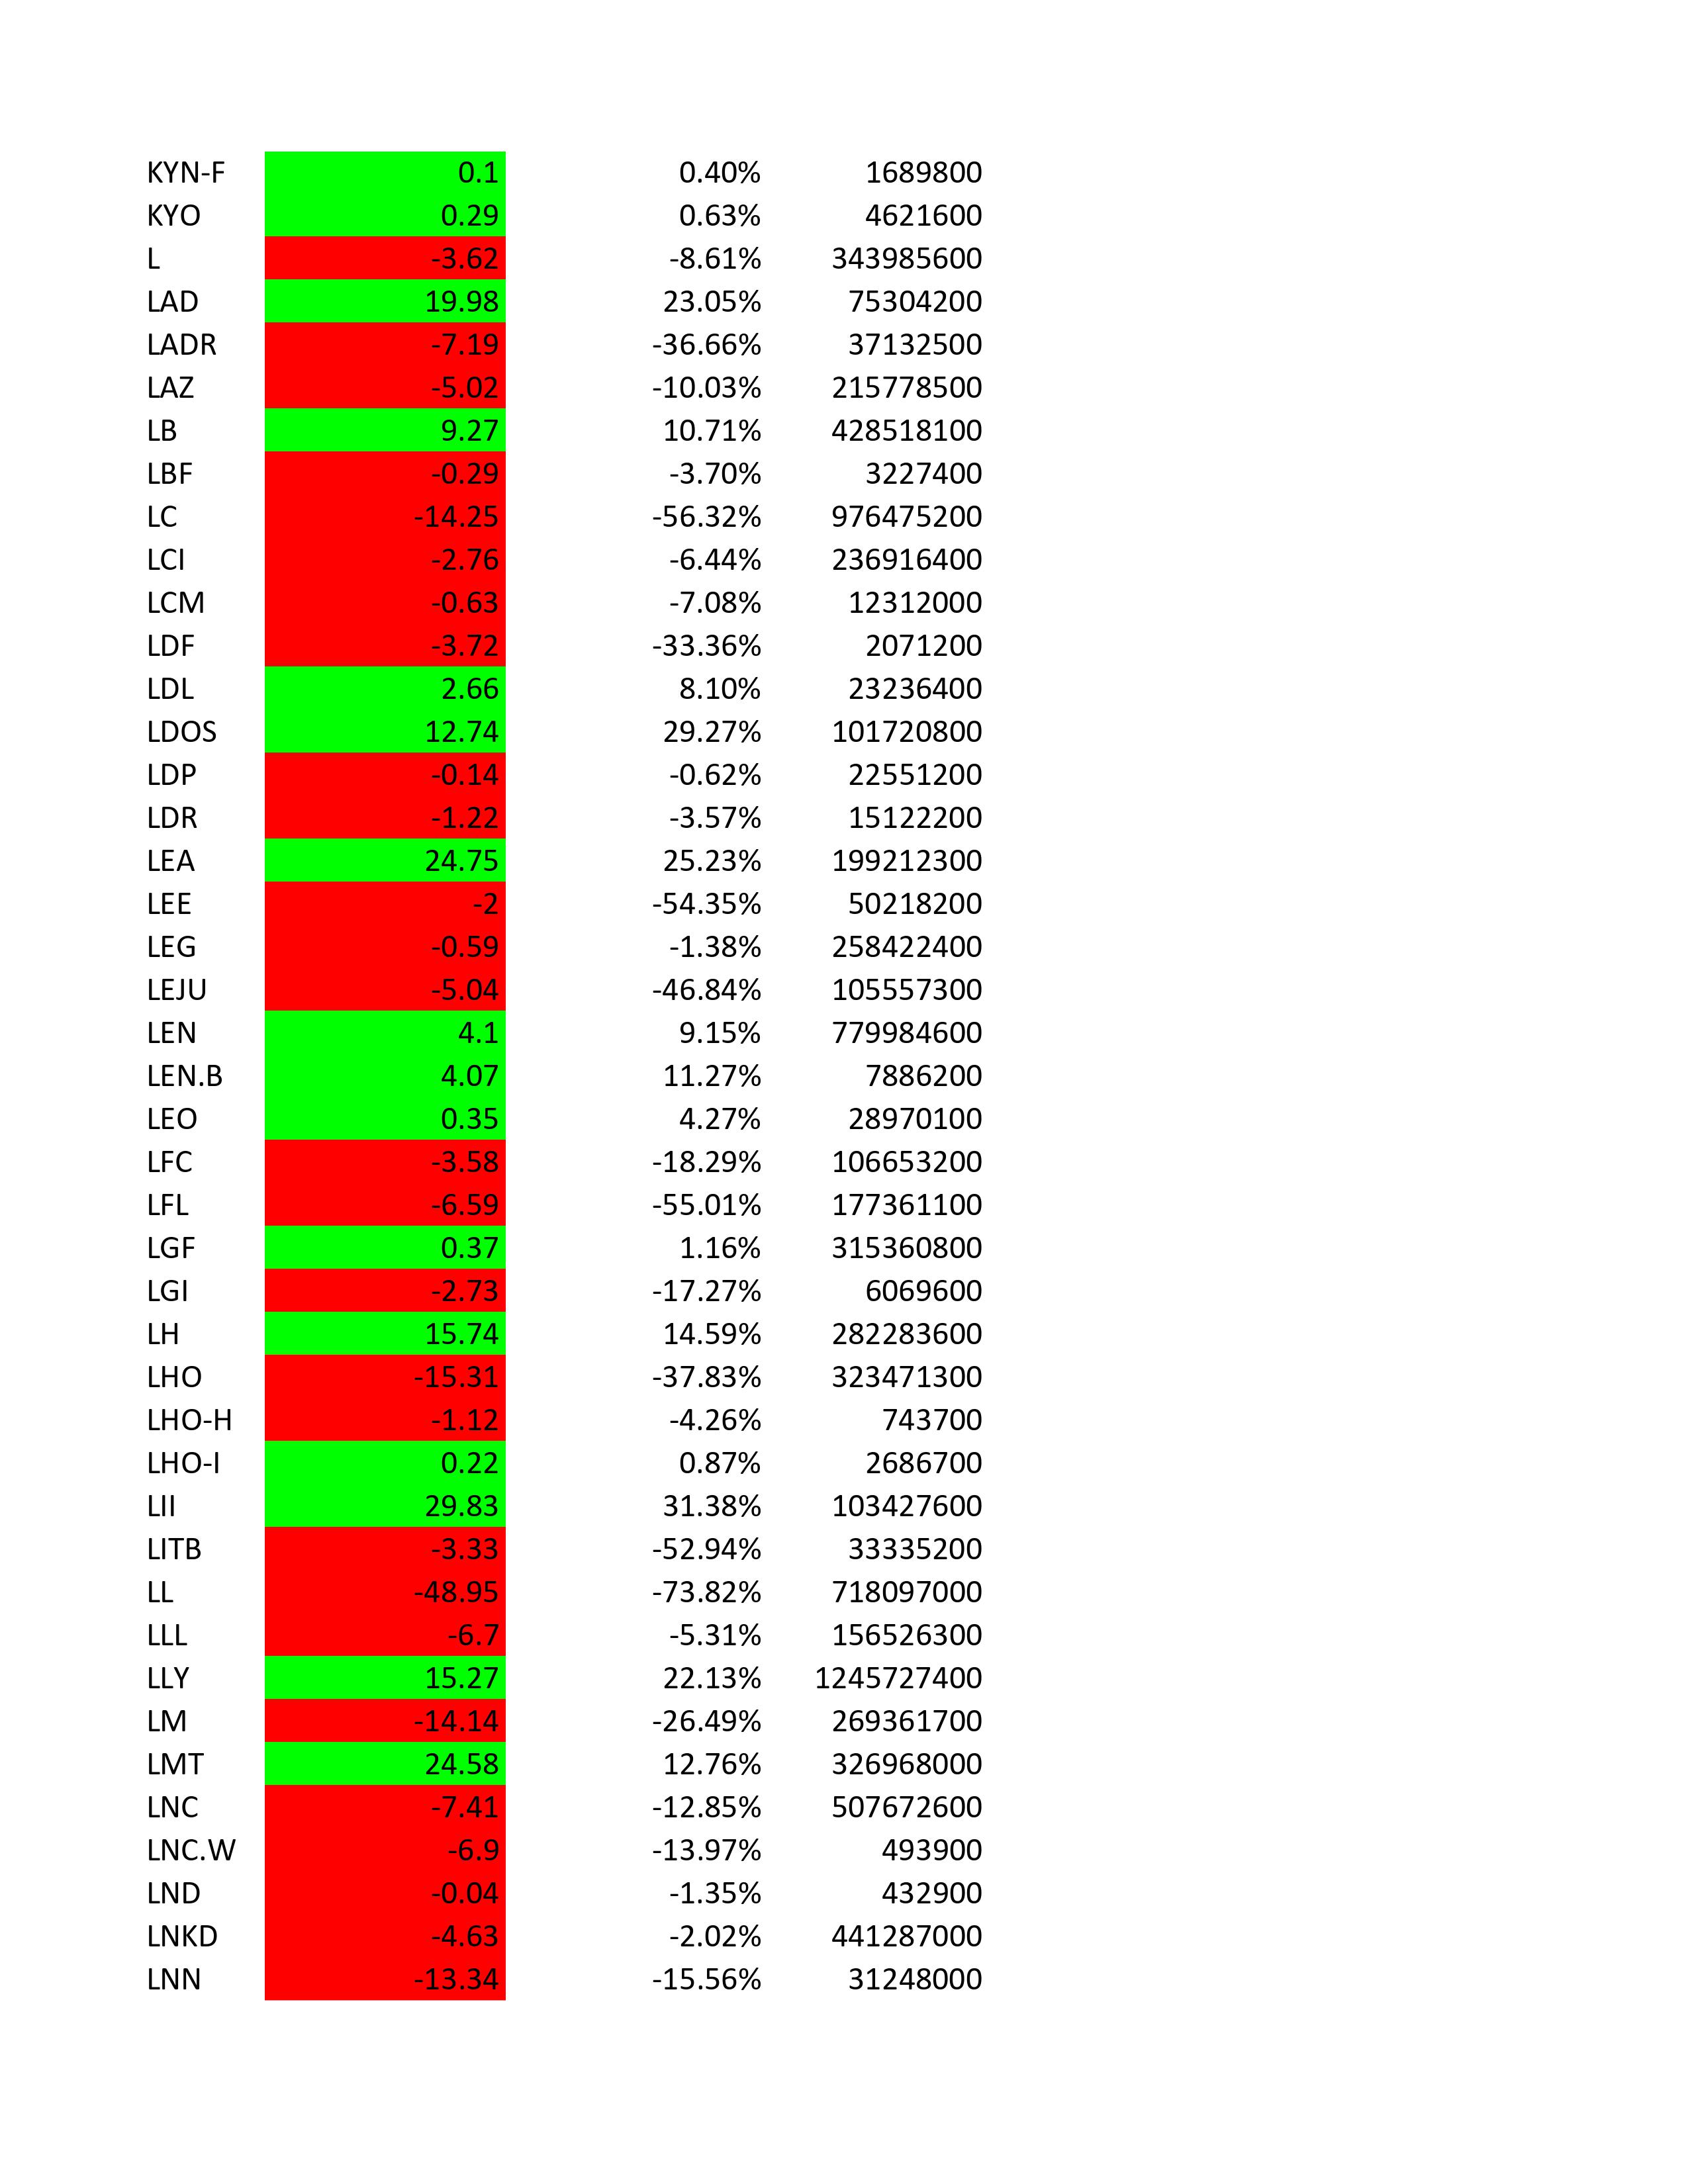 KYN-F 0.1 0.40% 1689800
KYO 0.29 0.63% 4621600
L -3.62 -8.61% 343985600
LAD 19.98 23.05% 75304200
LADR -7.19 -36.66% 37132500
LAZ -5.02 -10.03% 215778500
LB 9.27 10.71% 428518100
LBF -0.29 -3.70% 3227400
LC -14.25 -56.32% 976475200
LCI -2.76 -6.44% 236916400
LCM -0.63 -7.08% 12312000
LDF -3.72 -33.36% 2071200
LDL 2.66 8.10% 23236400
LDOS 12.74 29.27% 101720800
LDP -0.14 -0.62% 22551200
LDR -1.22 -3.57% 15122200
LEA 24.75 25.23% 199212300
LEE -2 -54.35% 50218200
LEG -0.59 -1.38% 258422400
LEJU -5.04 -46.84% 105557300
LEN 4.1 9.15% 779984600
LEN.B 4.07 11.27% 7886200
LEO 0.35 4.27% 28970100
LFC -3.58 -18.29% 106653200
LFL -6.59 -55.01% 177361100
LGF 0.37 1.16% 315360800
LGI -2.73 -17.27% 6069600
LH 15.74 14.59% 282283600
LHO -15.31 -37.83% 323471300
LHO-H -1.12 -4.26% 743700
LHO-I 0.22 0.87% 2686700
LII 29.83 31.38% 103427600
LITB -3.33 -52.94% 33335200
LL -48.95 -73.82% 718097000
LLL -6.7 -5.31% 156526300
LLY 15.27 22.13% 1245727400
LM -14.14 -26.49% 269361700
LMT 24.58 12.76% 326968000
LNC -7.41 -12.85% 507672600
LNC.W -6.9 -13.97% 493900
LND -0.04 -1.35% 432900
LNKD -4.63 -2.02% 441287000
LNN -13.34 -15.56% 31248000